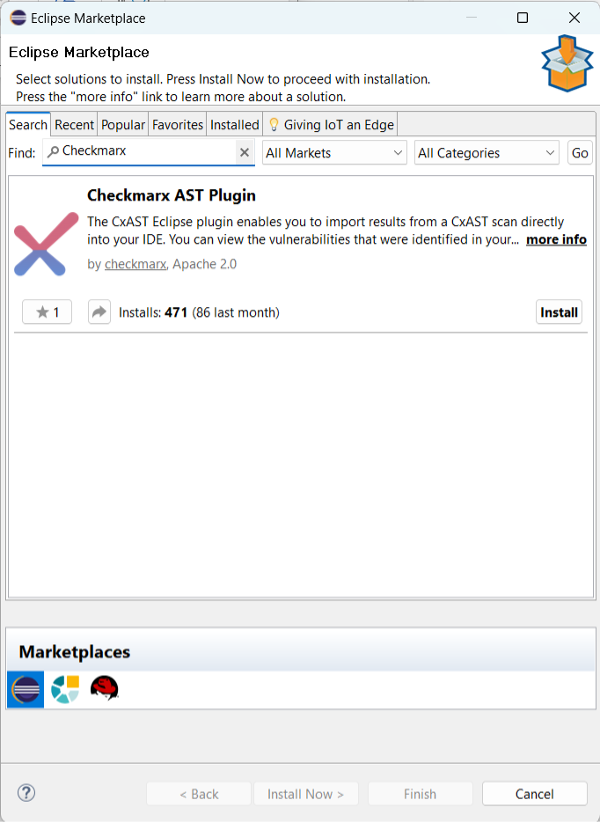 Eclipse Marketplace
Eclipse Marketplace
Select solutions to install. Press Install Now to proceed with installation.
Press the "more info" link to learn more about a solution.
Search Recent Popular Favorites Installed Giving IoT an Edge
Find: Checkmarx All Markets All Categories Go
Checkmarx AST Plugin
The CxAST Eclipse plugin enables you to import results from a CxAST scan directly
into your IDE. You can view the vulnerabilities that were identified in your... more info
by checkmarx, Apache 2.0
1 Installs: 471 (86 last month) Install
Marketplaces
? < Back Install Now > Finish Cancel